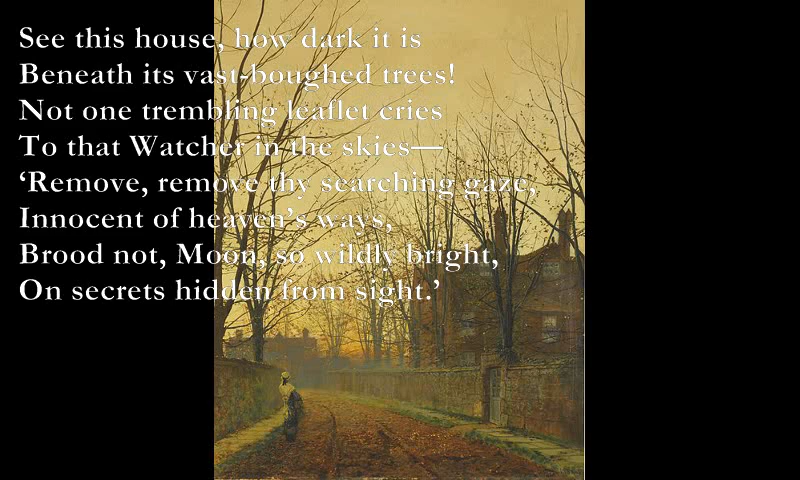 See this house, how dark it is
Beneath its vast-boughed trees!
Not one trembling leaflet cries
To that Watcher in the skies—
‘Remove, remove thy searching gaze,
Innocent of heaven’s ways,
Brood not, Moon, so wildly bright,
On secrets hidden from sight.’